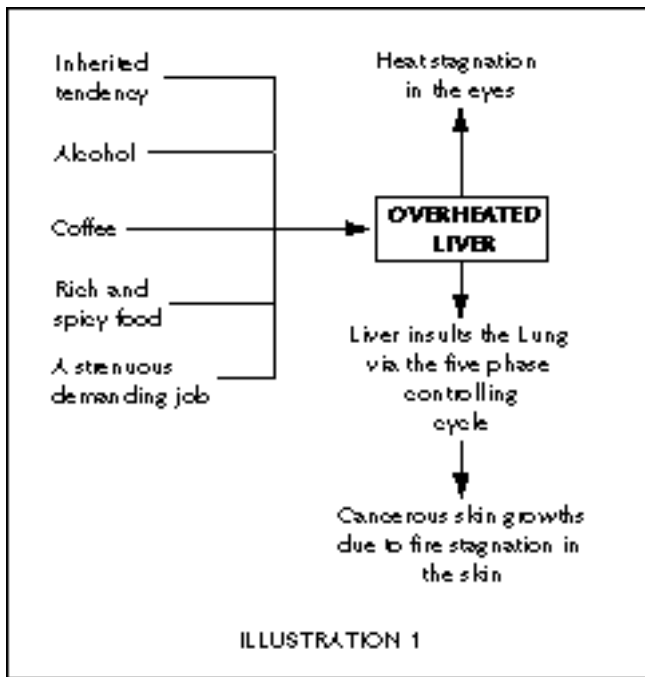 Inherited
tendency
Alcohol
Coffee
Rich and
spicy food
A strenuous
demanding job
Heat stagnation
in the eyes
OVERHEATED
LIVER
Liver insults the Lung
via the five phase
controlling
cycle
Cancerous skin growths
due to fire stagnation in
the skin
ILLUSTRATION 1